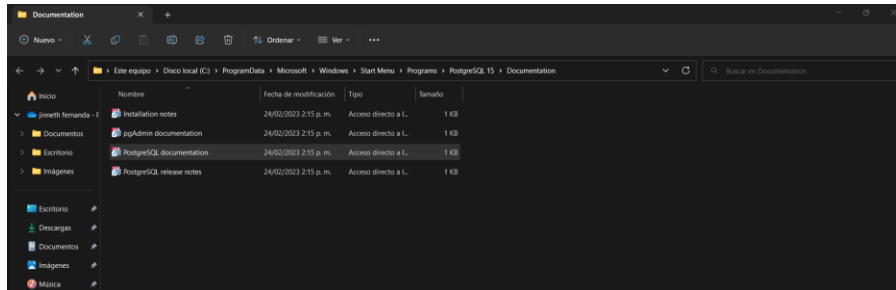 Documentation
Nuevo
Ordenar
Ver
Este equipo › Disco local (C:) › ProgramData › Microsoft › Windows › Start Menu › Programs › PostgreSQL 15 › Documentation
Buscar en Documentation
Inicio
jinneth fernanda - F
Documentos
Escritorio
Imágenes
Escritorio
Descargas
Documentos
Imágenes
Música
Nombre Fecha de modificación Tipo Tamaño
Installation notes 24/02/2023 2:15 p. m. Acceso directo a l... 1 KB
pgAdmin documentation 24/02/2023 2:15 p. m. Acceso directo a l... 1 KB
PostgreSQL documentation 24/02/2023 2:15 p. m. Acceso directo a l... 1 KB
PostgreSQL release notes 24/02/2023 2:15 p. m. Acceso directo a l... 1 KB